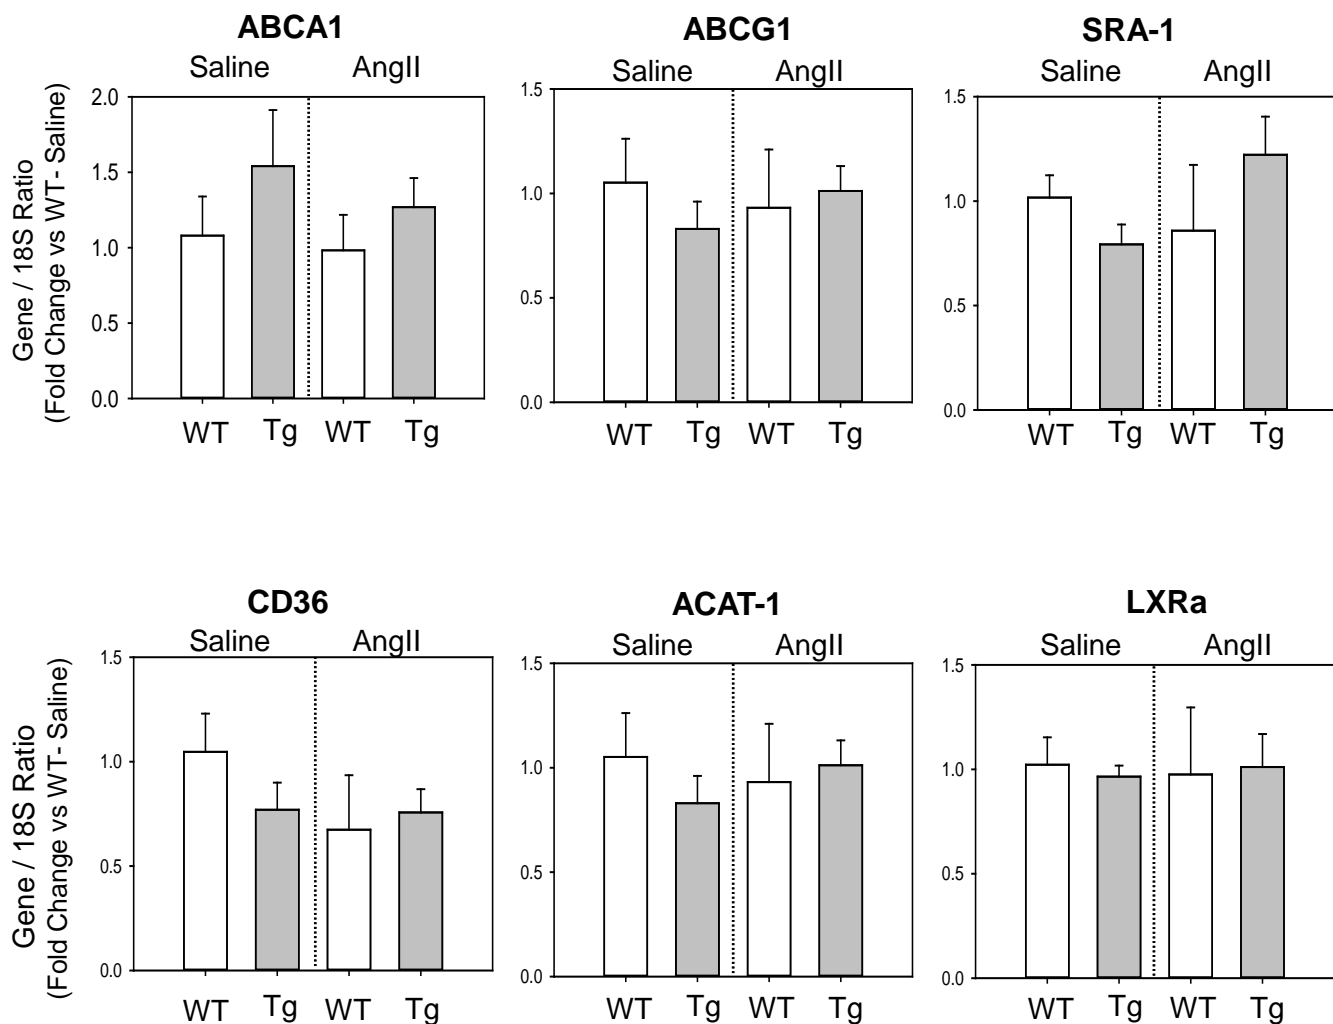 ABCA1
Saline AngII
Gene / 18S Ratio
(Fold Change vs WT- Saline)
2.0
1.5
1.0
0.5
0.0
WT Tg WT Tg
ABCG1
Saline AngII
1.5
1.0
0.5
0.0
WT Tg WT Tg
SRA-1
Saline AngII
1.5
1.0
0.5
0.0
WT Tg WT Tg
CD36
Saline AngII
Gene / 18S Ratio
(Fold Change vs WT- Saline)
1.5
1.0
0.5
0.0
WT Tg WT Tg
ACAT-1
Saline AngII
1.5
1.0
0.5
0.0
WT Tg WT Tg
LXRa
Saline AngII
1.5
1.0
0.5
0.0
WT Tg WT Tg